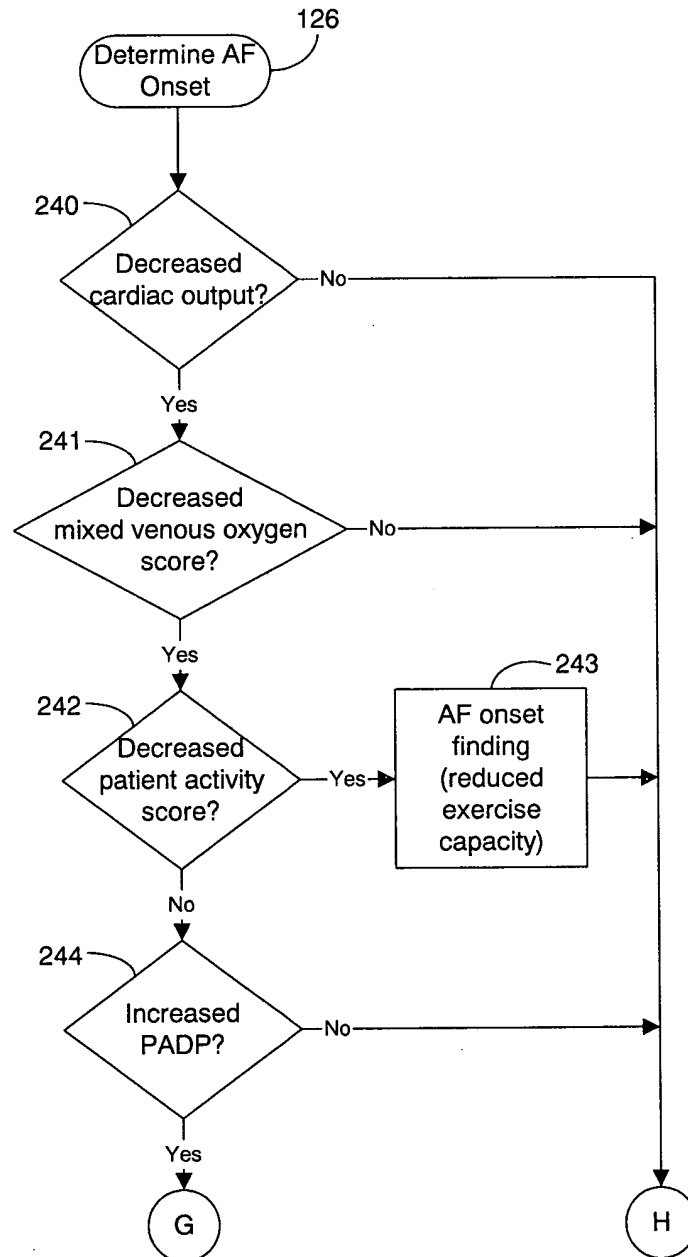 126
Determine AF
Onset
240
Decreased
cardiac output?
No
Yes
241
Decreased
mixed venous oxygen
score?
No
Yes
243
242
Decreased
patient activity
score?
Yes
AF onset
finding
(reduced
exercise
capacity)
No
244
Increased
PADP?
No
Yes
G
H